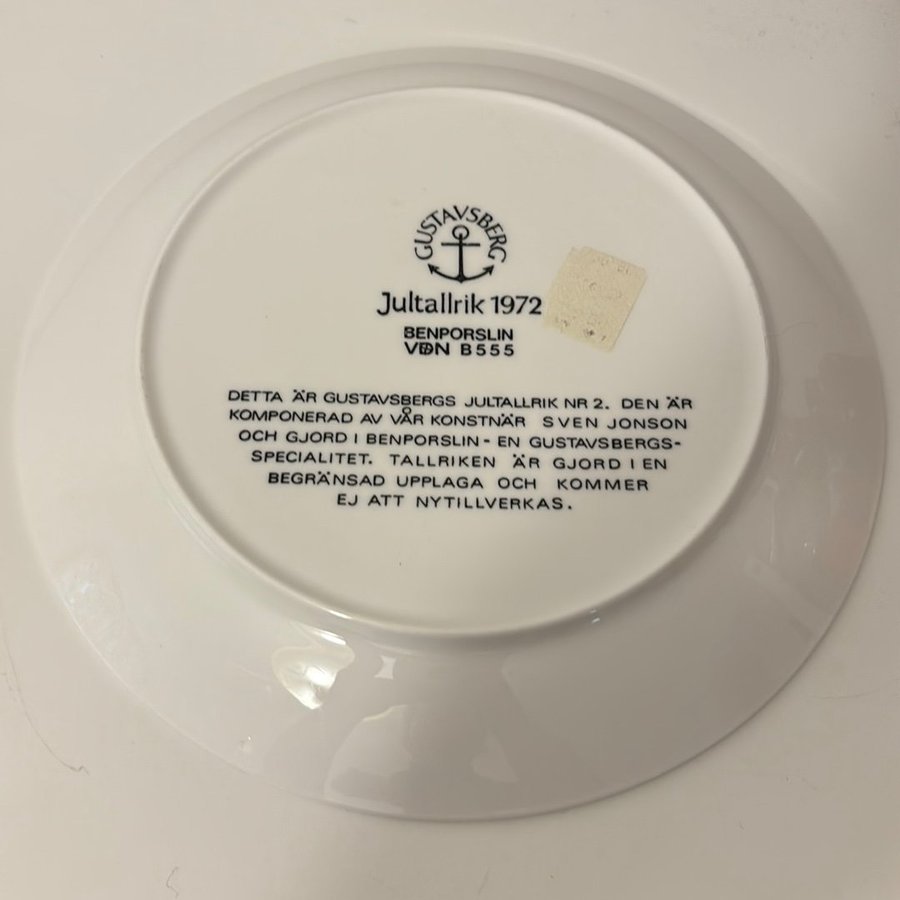 GUSTAVSBERG
Jultallrik 1972
BENPORSLIN
VDN B555
DETTA ÄR GUSTAVSBERGS JULTALLRIK NR 2. DEN ÄR
KOMPONERAD AV VÅR KONSTNÄR SVEN JONSON
OCH GJORD I BENPORSLIN - EN GUSTAVSBERGS-
SPECIALITET. TALLRIKEN ÄR GJORD I EN
BEGRÄNSAD UPPLAGA OCH KOMMER
EJ ATT NYTILLVERKAS.